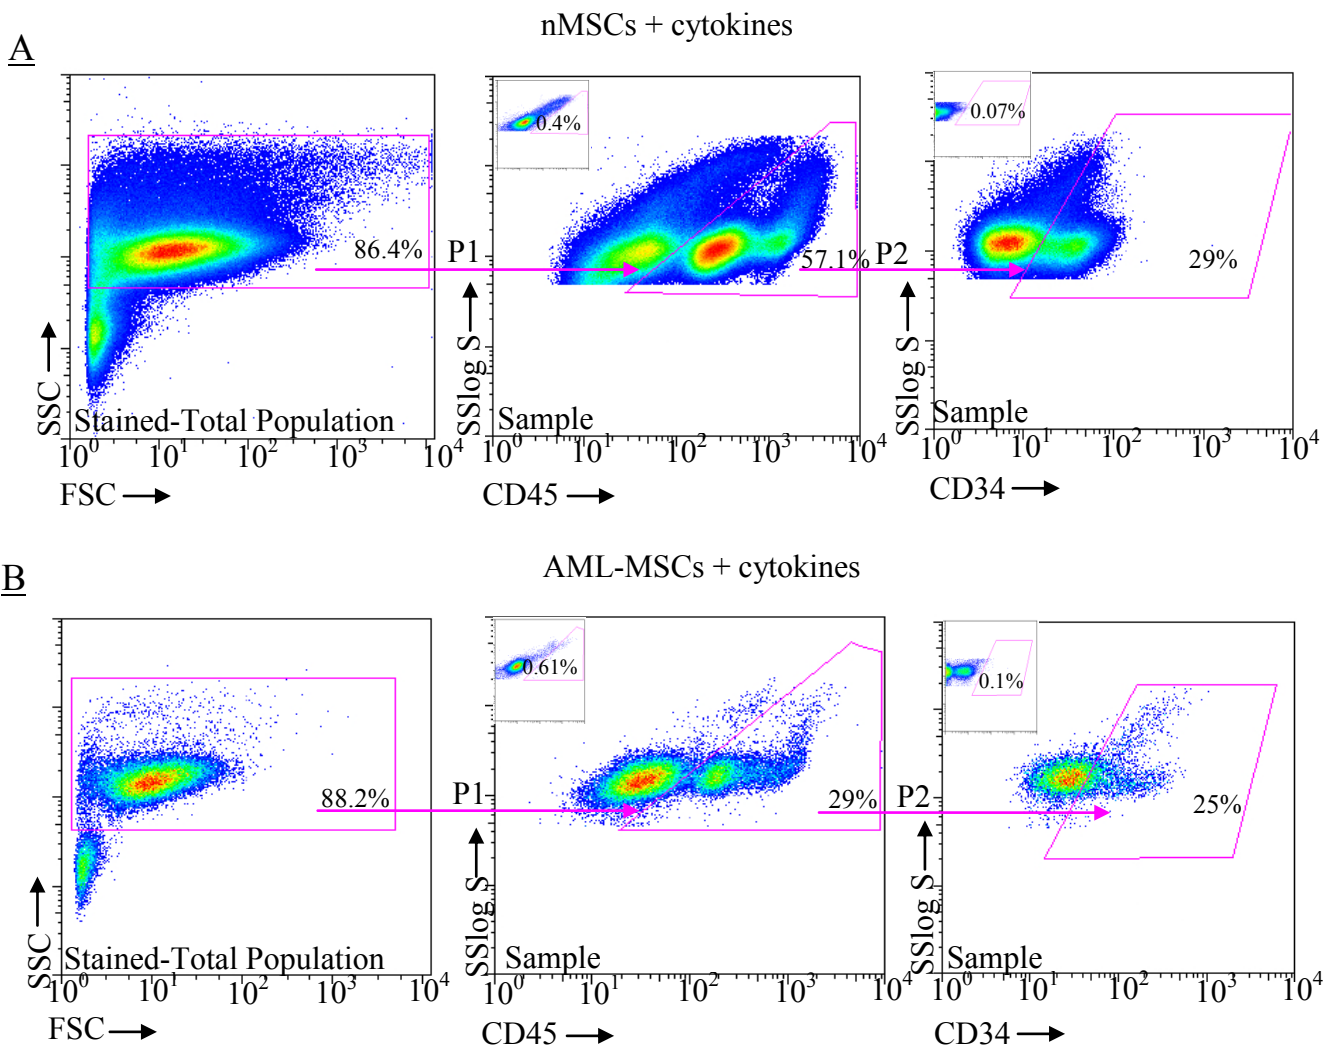 nMSCs + cytokines
A
0.4%
0.07%
86.4%
P1
57.1%
P2
29%
SSC
SSlog S
SSlog S
Stained-Total Population
Sample
Sample
10^0 10^1 10^2 10^3 10^4
10^0 10^1 10^2 10^3 10^4
10^0 10^1 10^2 10^3 10^4
FSC
CD45
CD34
AML-MSCs + cytokines
B
0.61%
0.1%
88.2%
P1
29%
P2
25%
SSC
SSlog S
SSlog S
Stained-Total Population
Sample
Sample
10^0 10^1 10^2 10^3 10^4
10^0 10^1 10^2 10^3 10^4
10^0 10^1 10^2 10^3 10^4
FSC
CD45
CD34